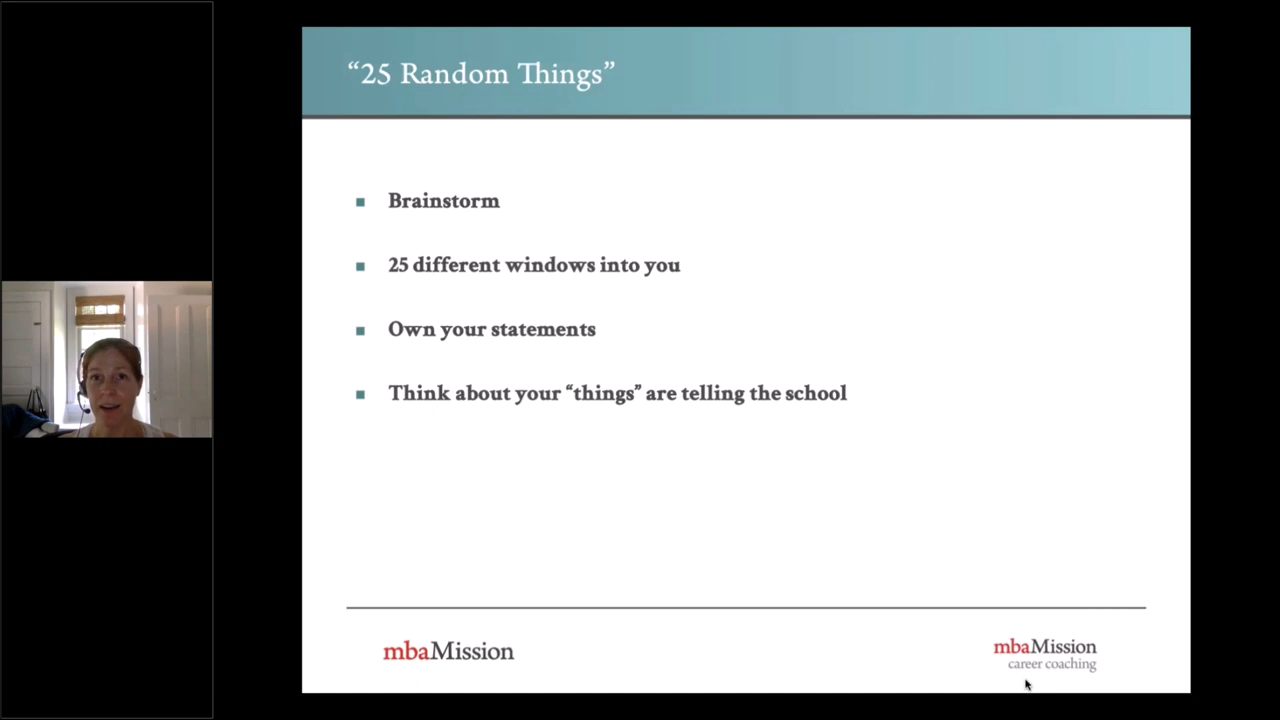 “25 Random Things”
Brainstorm
25 different windows into you
Own your statements
Think about your “things” are telling the school
mbaMission
mbaMission
career coaching